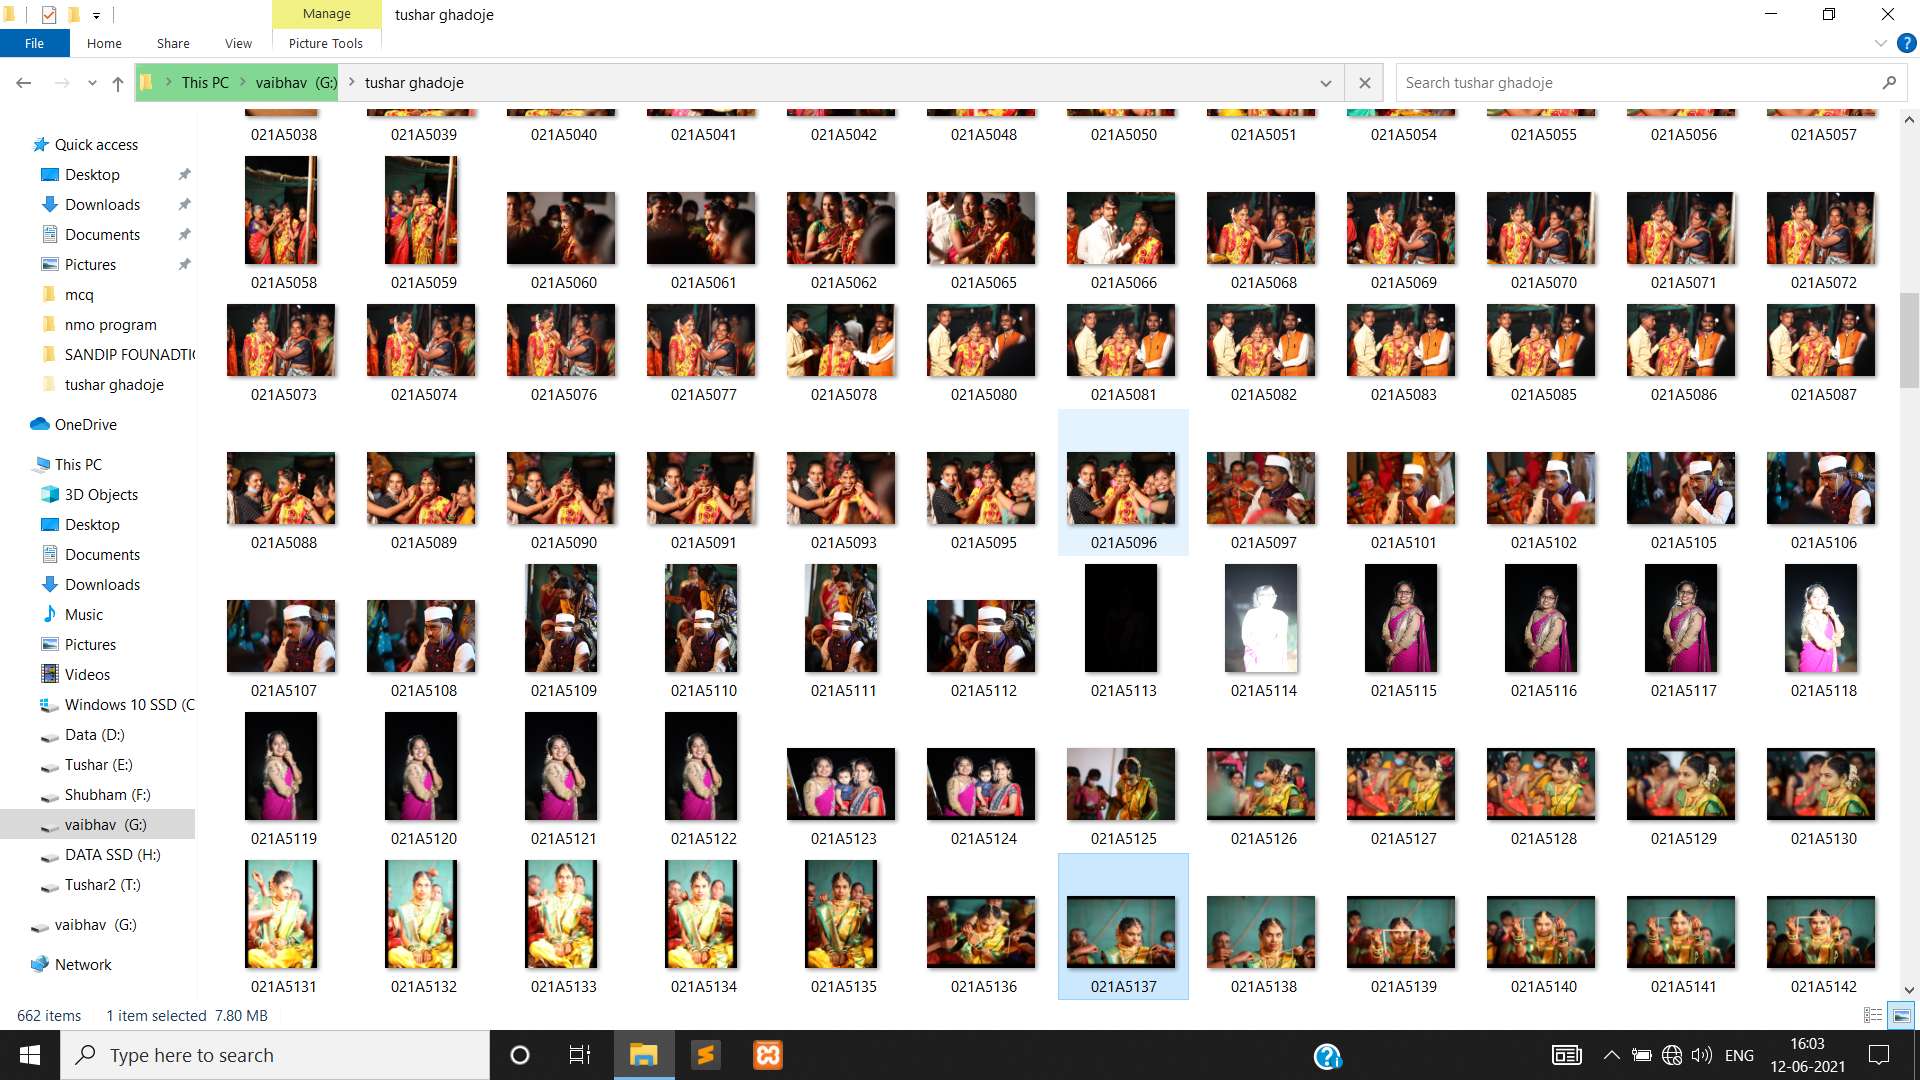 Manage
tushar ghadoje
File
Home
Share
View
Picture Tools
This PC
vaibhav (G:)
tushar ghadoje
Search tushar ghadoje
021A5038 021A5039 021A5040 021A5041 021A5042 021A5048 021A5050 021A5051 021A5054 021A5055 021A5056 021A5057
021A5058 021A5059 021A5060 021A5061 021A5062 021A5065 021A5066 021A5068 021A5069 021A5070 021A5071 021A5072
021A5073 021A5074 021A5076 021A5077 021A5078 021A5080 021A5081 021A5082 021A5083 021A5085 021A5086 021A5087
021A5088 021A5089 021A5090 021A5091 021A5093 021A5095 021A5096 021A5097 021A5101 021A5102 021A5105 021A5106
021A5107 021A5108 021A5109 021A5110 021A5111 021A5112 021A5113 021A5114 021A5115 021A5116 021A5117 021A5118
021A5119 021A5120 021A5121 021A5122 021A5123 021A5124 021A5125 021A5126 021A5127 021A5128 021A5129 021A5130
021A5131 021A5132 021A5133 021A5134 021A5135 021A5136 021A5137 021A5138 021A5139 021A5140 021A5141 021A5142
Quick access
Desktop
Downloads
Documents
Pictures
mcq
nmo program
SANDIP FOUNADTI
tushar ghadoje
OneDrive
This PC
3D Objects
Desktop
Documents
Downloads
Music
Pictures
Videos
Windows 10 SSD (C
Data (D:)
Tushar (E:)
Shubham (F:)
vaibhav (G:)
DATA SSD (H:)
Tushar2 (T:)
vaibhav (G:)
Network
662 items
1 item selected 7.80 MB
Type here to search
ENG
16:03
12-06-2021